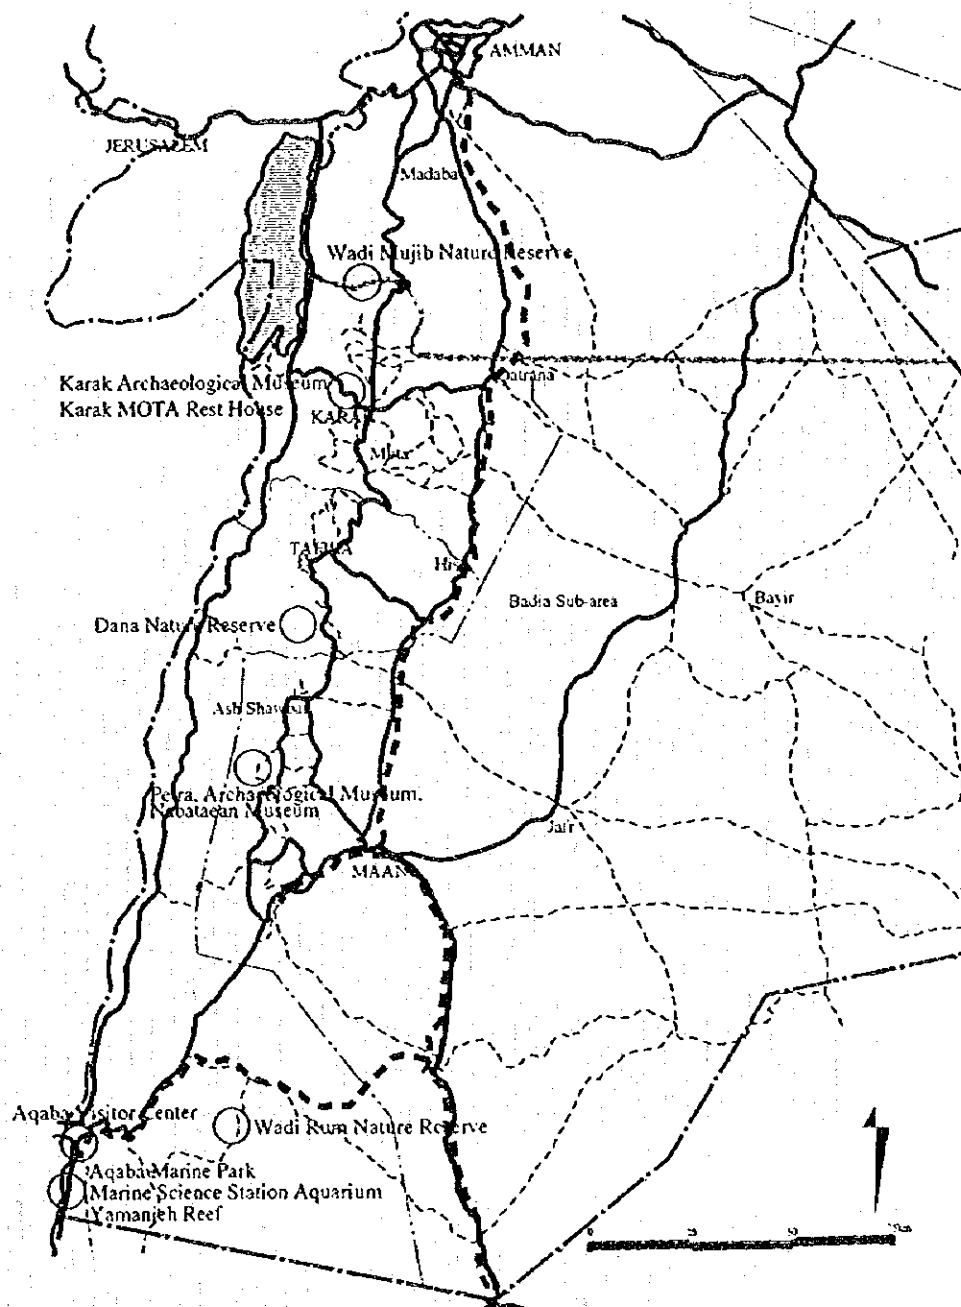 AMMAN
JERUSALEM
Madaba
Wadi Mujib Nature Reserve
Qatrana
Karak Archaeological Museum
Karak MOTA Rest House
KARAK
TAFILA
Badia Sub-area
Bayir
Dana Nature Reserve
Ash Shawbak
Petra, Archaeological Museum,
Nabataean Museum
Jafr
MAAN
Aqaba Visitor Center
Wadi Rum Nature Reserve
Aqaba Marine Park
Marine Science Station Aquarium
Yamanieh Reef
0